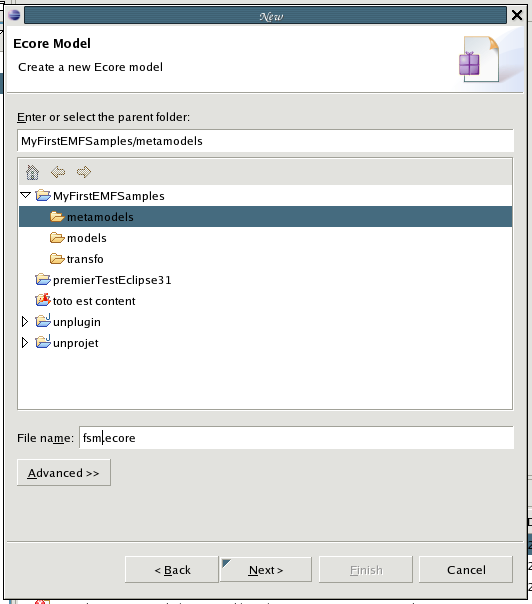 New
Ecore Model
Create a new Ecore model
Enter or select the parent folder:
MyFirstEMFSamples/metamodels
MyFirstEMFSamples
metamodels
models
transfo
premierTestEclipse31
toto est content
unplugin
unprojet
File name: fsm.ecore
Advanced >>
< Back Next > Finish Cancel